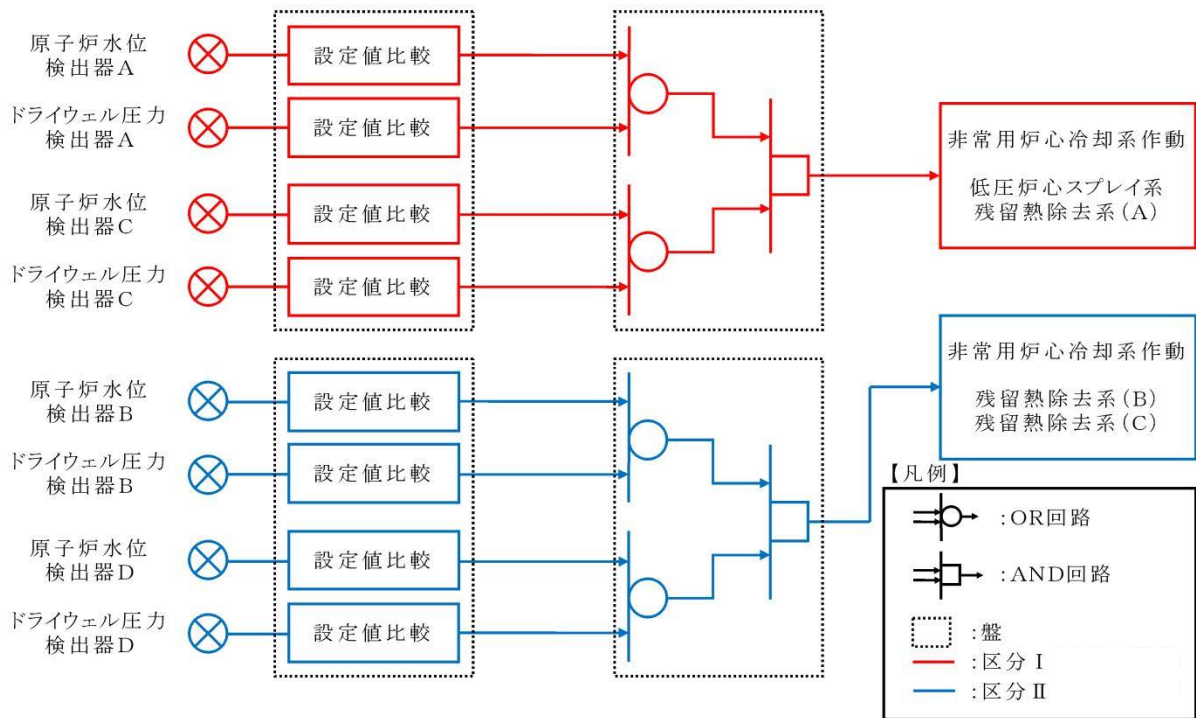 原子炉水位
検出器A
設定値比較
ドライウェル圧力
検出器A
設定値比較
原子炉水位
検出器C
設定値比較
ドライウェル圧力
検出器C
設定値比較
非常用炉心冷却系作動
低圧炉心スプレイ系
残留熱除去系(A)
原子炉水位
検出器B
設定値比較
ドライウェル圧力
検出器B
設定値比較
原子炉水位
検出器D
設定値比較
ドライウェル圧力
検出器D
設定値比較
非常用炉心冷却系作動
残留熱除去系(B)
残留熱除去系(C)
【凡例】
:OR回路
:AND回路
:盤
:区分Ⅰ
:区分Ⅱ